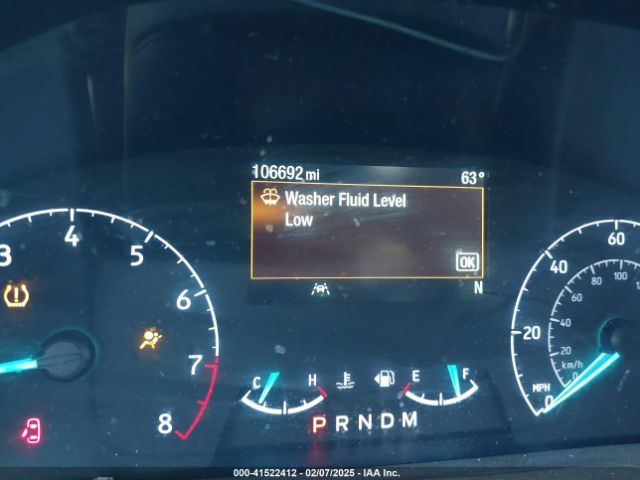 106692 mi 63°
Washer Fluid Level
Low
OK
N
3 4 5 6 7 8
C H
E F
P R N D M
20 40 60
20 40 60 80 100
MPH
km/h
0
0
000-41522412 - 02/07/2025 - IAA Inc.